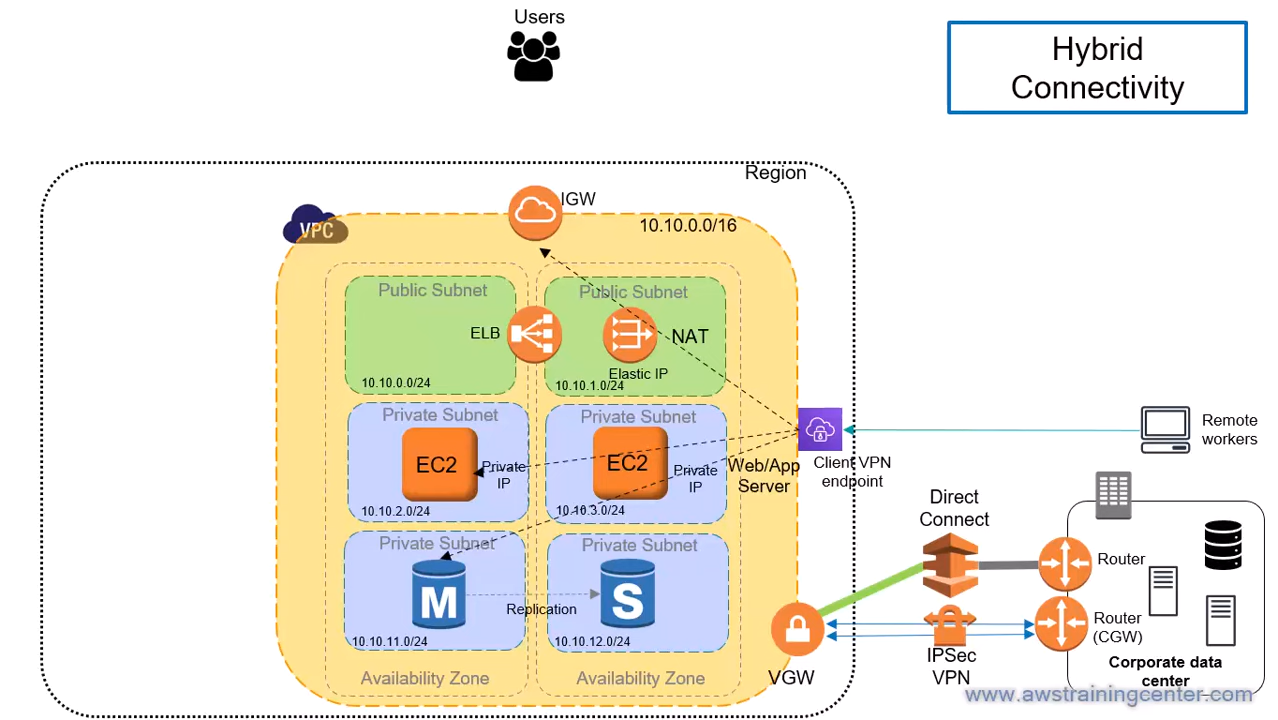 Users
Hybrid
Connectivity
Region
IGW
VPC
10.10.0.0/16
Public Subnet
Public Subnet
ELB
NAT
Elastic IP
10.10.0.0/24
10.10.1.0/24
Private Subnet
Private Subnet
EC2
EC2
Private
IP
Private
IP
Web/App
Server
10.10.2.0/24
10.10.3.0/24
Client VPN
endpoint
Remote
workers
Private Subnet
Private Subnet
M
S
Replication
10.10.11.0/24
10.10.12.0/24
Availability Zone
Availability Zone
Direct
Connect
Router
Router
(CGW)
IPSec
VPN
VGW
Corporate data
center
www.awstrainingcenter.com